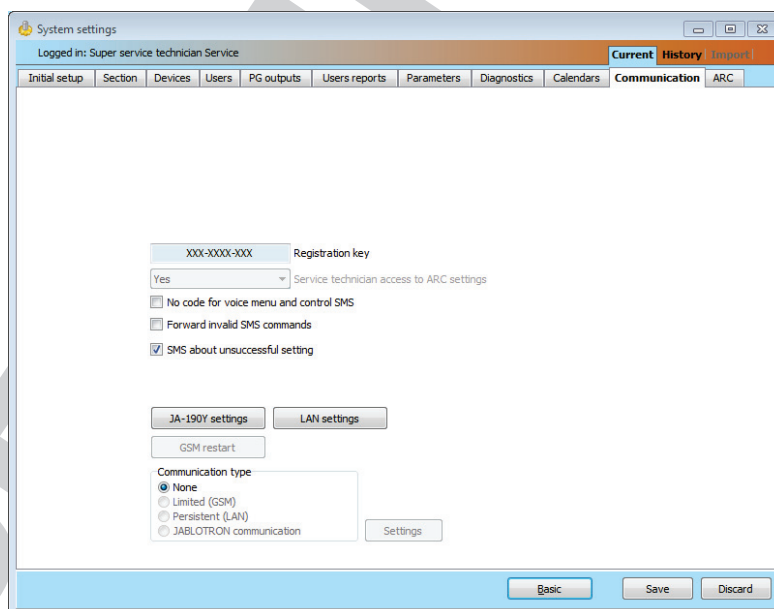 System settings
Logged in: Super service technician Service
Current History Import
Initial setup Section Devices Users PG outputs Users reports Parameters Diagnostics Calendars Communication ARC
XXX-XXXX-XXX Registration key
Yes Service technician access to ARC settings
No code for voice menu and control SMS
Forward invalid SMS commands
SMS about unsuccessful setting
JA-190Y settings LAN settings
GSM restart
Communication type
None
Limited (GSM)
Persistent (LAN)
JABLOTRON communication Settings
Basic Save Discard